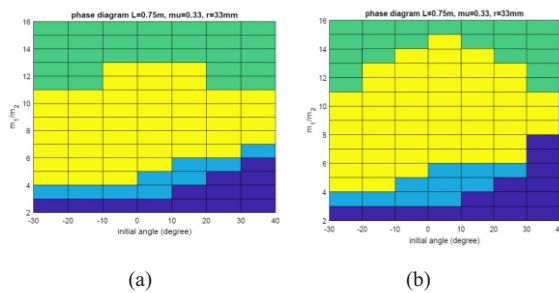 phase diagram L=0.75m, mu=0.33, r=33mm
16
14
12
10
8
6
4
2
m1/m2
-30 -20 -10 0 10 20 30 40
initial angle (degree)
(a)
phase diagram L=0.75m, mu=0.33, r=33mm
16
14
12
10
8
6
4
2
m1/m2
-30 -20 -10 0 10 20 30 40
initial angle (degree)
(b)